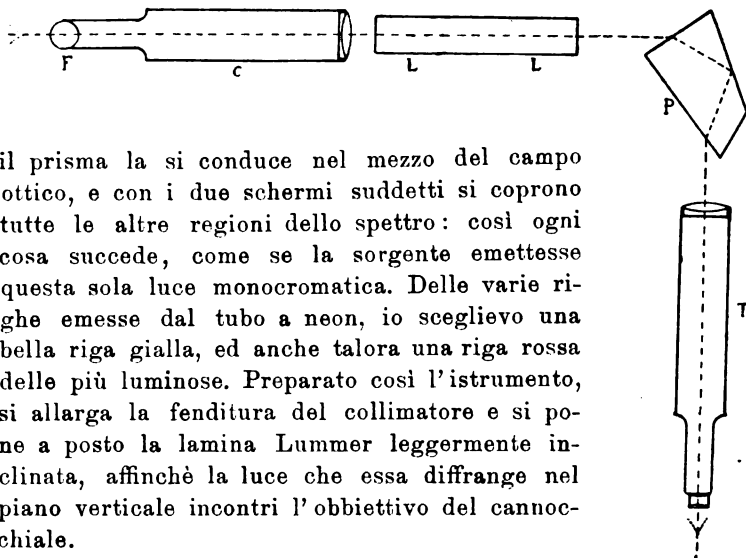 F
C
L L
P
T
il prisma la si conduce nel mezzo del campo
ottico, e con i due schermi suddetti si coprono
tutte le altre regioni dello spettro: così ogni
cosa succede, come se la sorgente emettesse
questa sola luce monocromatica. Delle varie ri-
ghe emesse dal tubo a neon, io sceglievo una
bella riga gialla, ed anche talora una riga rossa
delle più luminose. Preparato così l'istrumento,
si allarga la fenditura del collimatore e si po-
ne a posto la lamina Lummer leggermente in-
clinata, affinchè la luce che essa diffrange nel
piano verticale incontri l'obbiettivo del cannoc-
chiale.